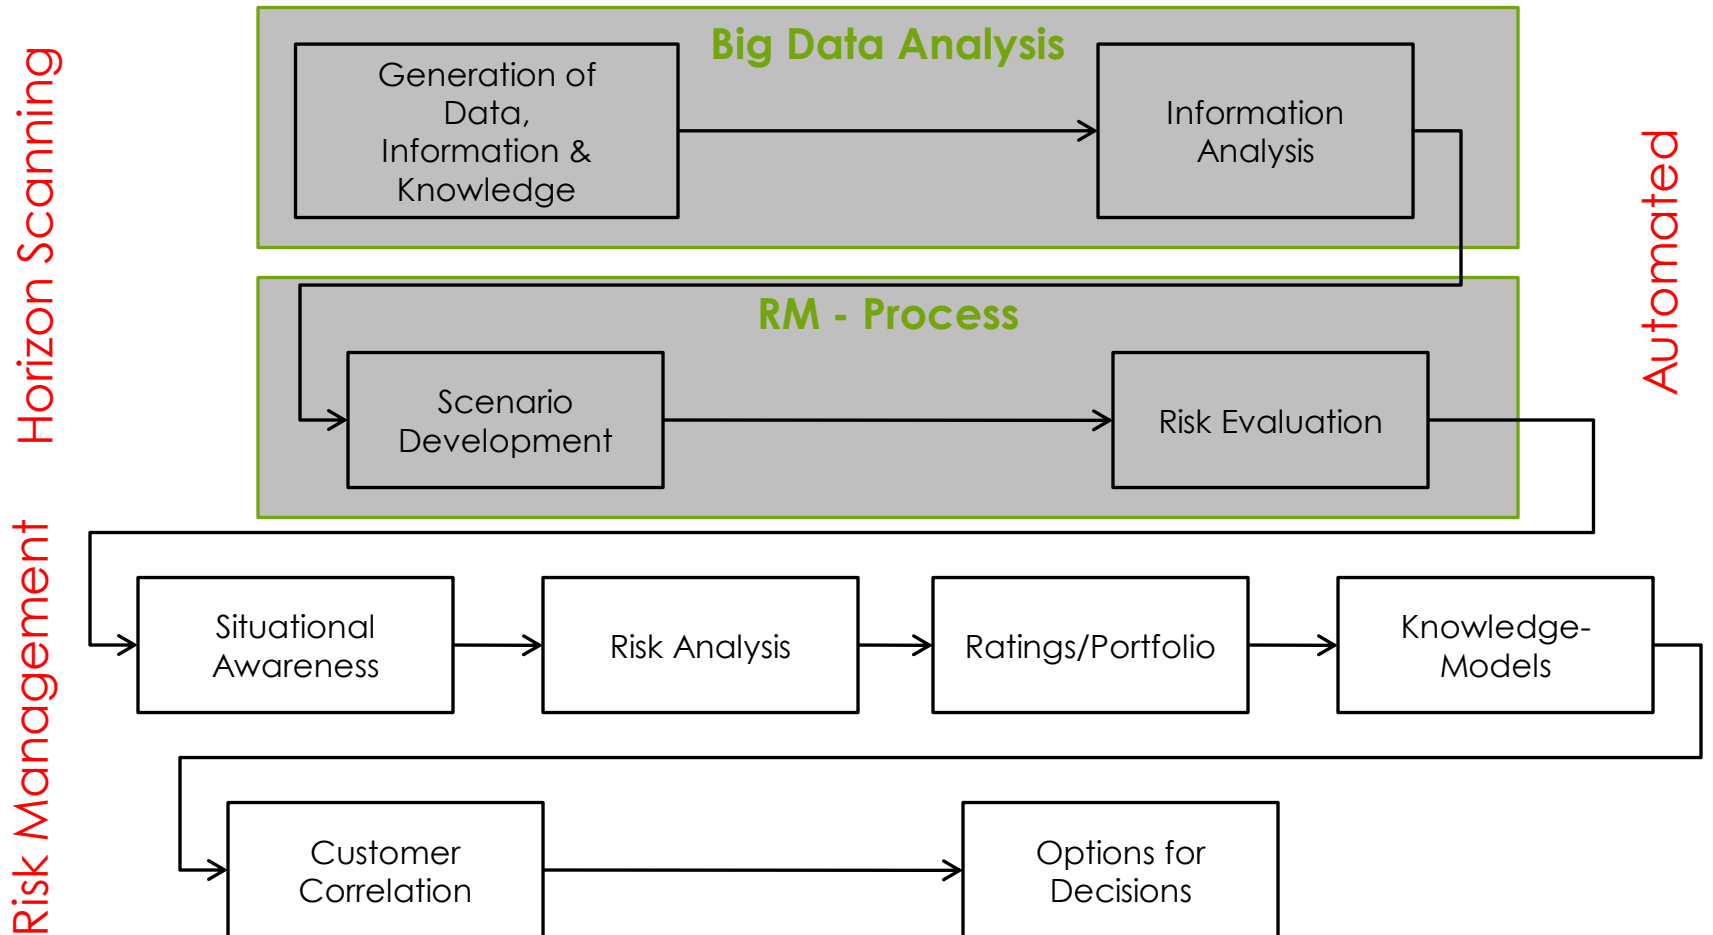 Horizon Scanning
Big Data Analysis
Generation of
Data,
Information &
Knowledge
Information
Analysis
Automated
RM - Process
Scenario
Development
Risk Evaluation
Risk Management
Situational
Awareness
Risk Analysis
Ratings/Portfolio
Knowledge-
Models
Customer
Correlation
Options for
Decisions